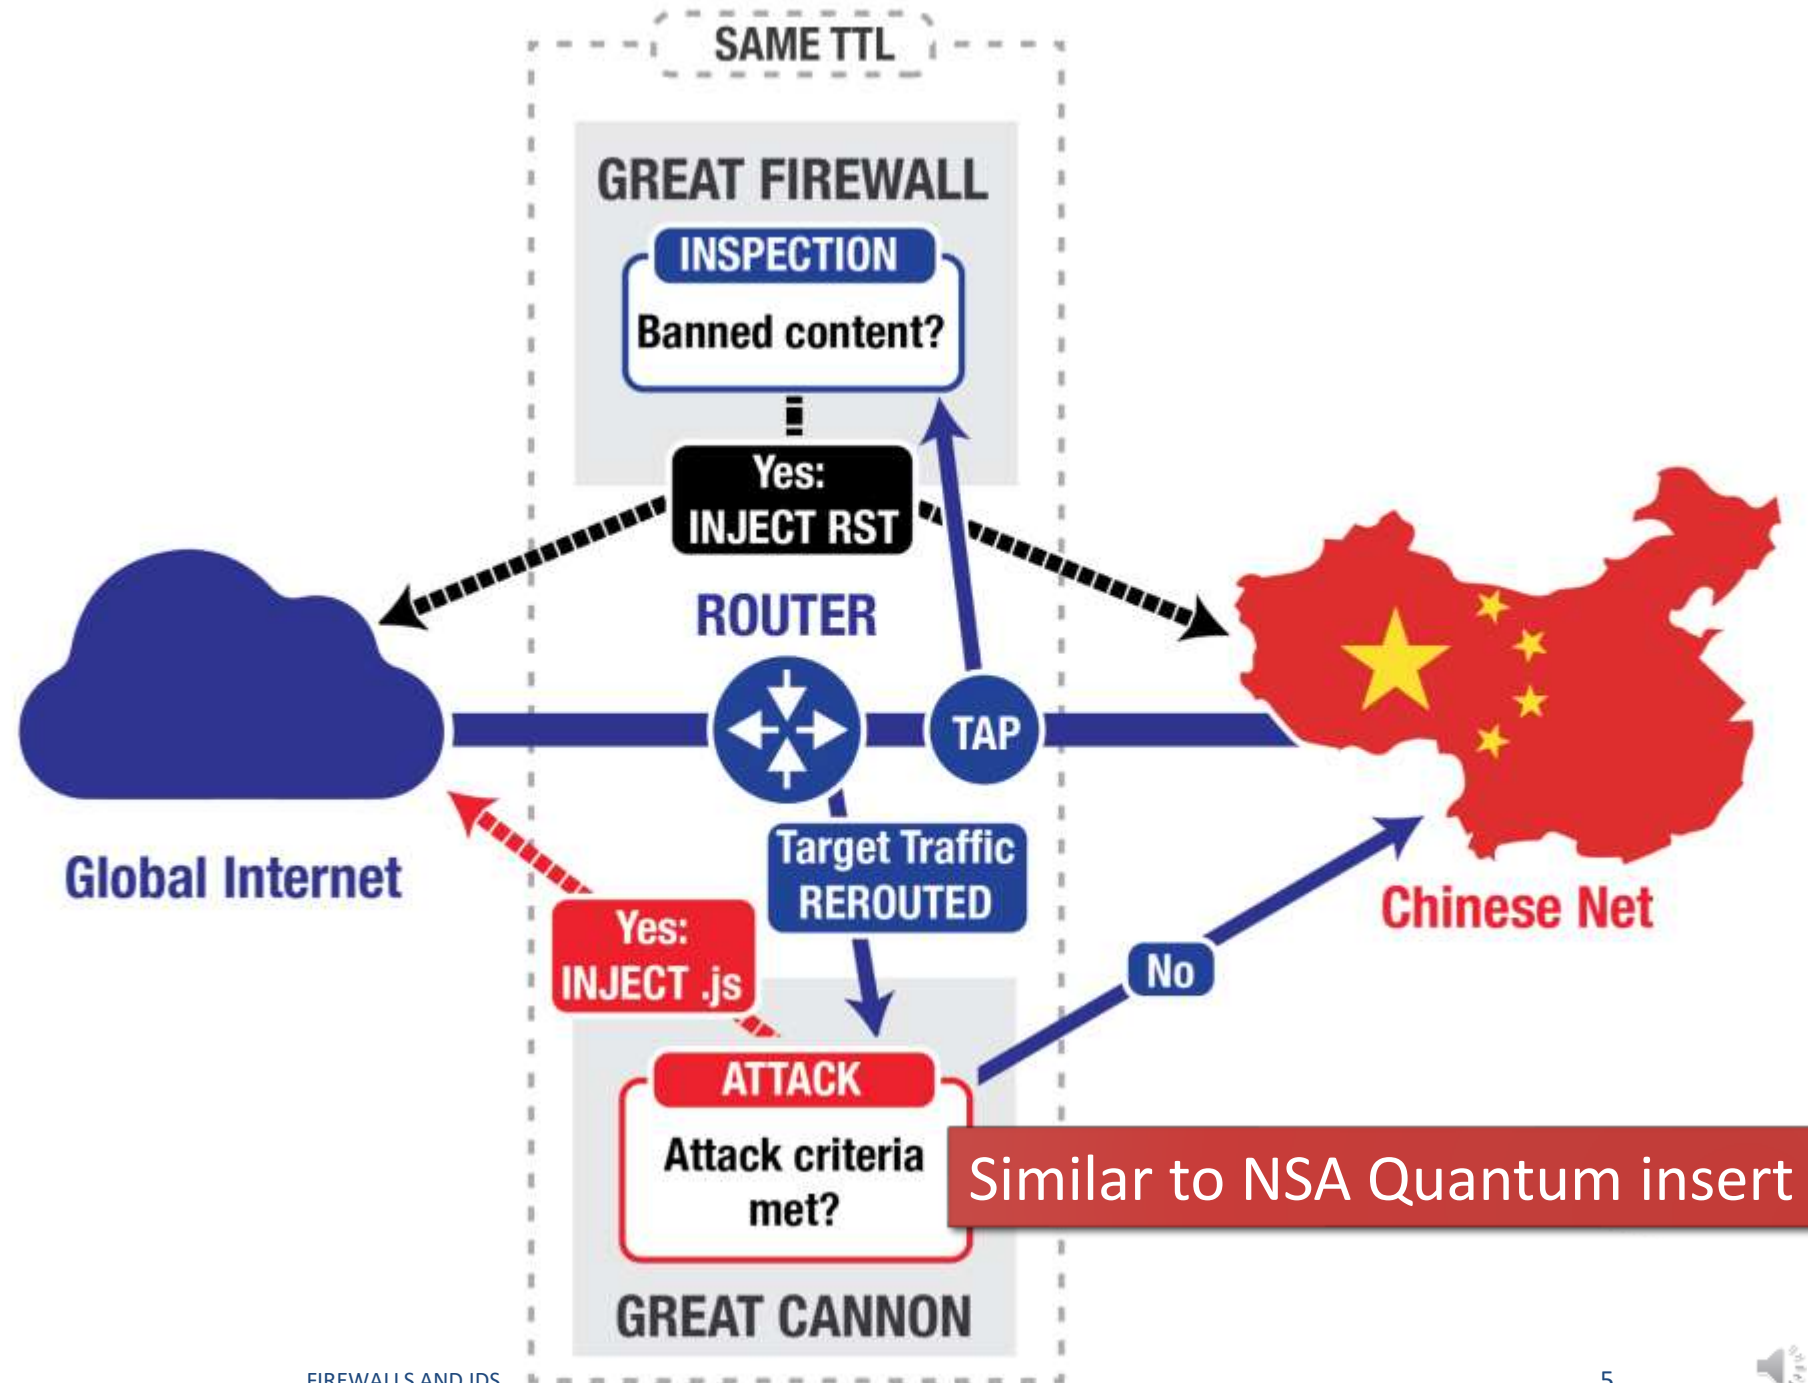 SAME TTL
GREAT FIREWALL
INSPECTION
Banned content?
Yes:
INJECT RST
ROUTER
TAP
Global Internet
Target Traffic
REROUTED
Chinese Net
Yes:
INJECT .js
No
ATTACK
Attack criteria
met?
Similar to NSA Quantum insert
GREAT CANNON
FIREWALLS AND IDS
5